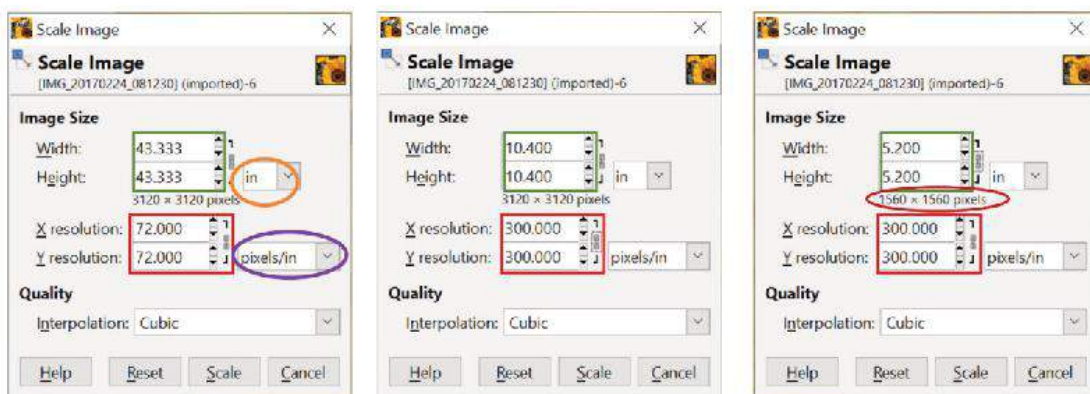 Scale Image
Scale Image
[IMG_20170224_081230] (imported)-6
Image Size
Width: 43.333
Height: 43.333 in
3120 × 3120 pixels
X resolution: 72.000
Y resolution: 72.000 pixels/in
Quality
Interpolation: Cubic
Help Reset Scale Cancel
Scale Image
Scale Image
[IMG_20170224_081230] (imported)-6
Image Size
Width: 10.400
Height: 10.400 in
3120 × 3120 pixels
X resolution: 300.000
Y resolution: 300.000 pixels/in
Quality
Interpolation: Cubic
Help Reset Scale Cancel
Scale Image
Scale Image
[IMG_20170224_081230] (imported)-6
Image Size
Width: 5.200
Height: 5.200 in
1560 × 1560 pixels
X resolution: 300.000
Y resolution: 300.000 pixels/in
Quality
Interpolation: Cubic
Help Reset Scale Cancel